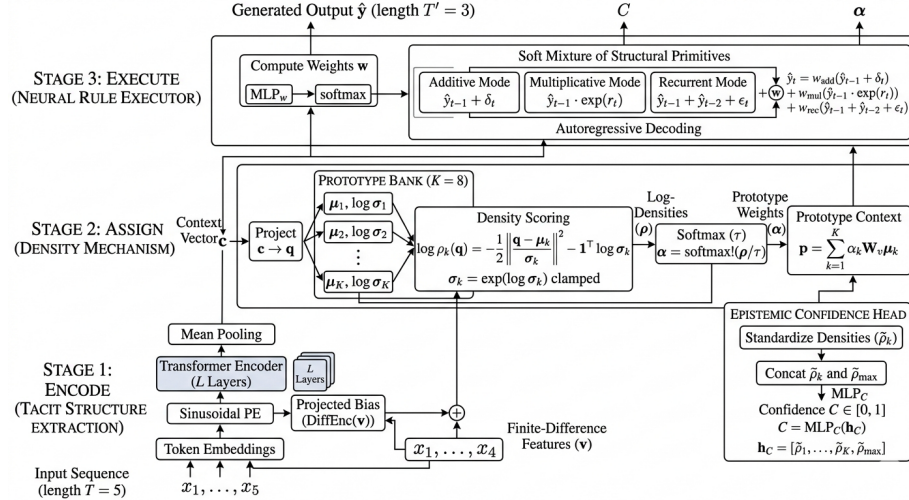 Generated Output ŷ (length T′ = 3)
C
α
STAGE 3: EXECUTE
(NEURAL RULE EXECUTOR)
Compute Weights w
MLP_w
softmax
Soft Mixture of Structural Primitives
Additive Mode
ŷ_{t−1} + δ_t
Multiplicative Mode
ŷ_{t−1} · exp(r_t)
Recurrent Mode
ŷ_{t−1} + ŷ_{t−2} + ϵ_t
+ w
ŷ_t = w_add(ŷ_{t−1} + δ_t)
+ w_mul(ŷ_{t−1} · exp(r_t))
+ w_rec(ŷ_{t−1} + ŷ_{t−2} + ϵ_t)
Autoregressive Decoding
STAGE 2: ASSIGN
(DENSITY MECHANISM)
Context
Vector c
Project
c → q
PROTOTYPE BANK (K = 8)
μ_1, log σ_1
μ_2, log σ_2
⋮
μ_K, log σ_K
Density Scoring
log ρ_k(q) = −1/2 ‖(q − μ_k)/σ_k‖² − 1^⊤ log σ_k
σ_k = exp(log σ_k) clamped
Log-
Densities
(ρ)
Softmax (τ)
α = softmax!(ρ/τ)
Prototype
Weights
(α)
Prototype Context
p = ∑_{k=1}^{K} α_k W_v μ_k
EPISTEMIC CONFIDENCE HEAD
Standardize Densities (ρ̃_k)
Concat ρ̃_k and ρ̃_max
MLP_C
Confidence C ∈ [0, 1]
C = MLP_C(h_C)
h_C = [ρ̃_1, …, ρ̃_K, ρ̃_max]
STAGE 1:
ENCODE
(TACIT STRUCTURE
EXTRACTION)
Mean Pooling
Transformer Encoder
(L Layers)
L
Layers
Sinusoidal PE
Projected Bias
(DiffEnc(v))
+
Token Embeddings
x_1, …, x_4
Finite-Difference
Features (v)
Input Sequence
(length T = 5)
x_1, …, x_5